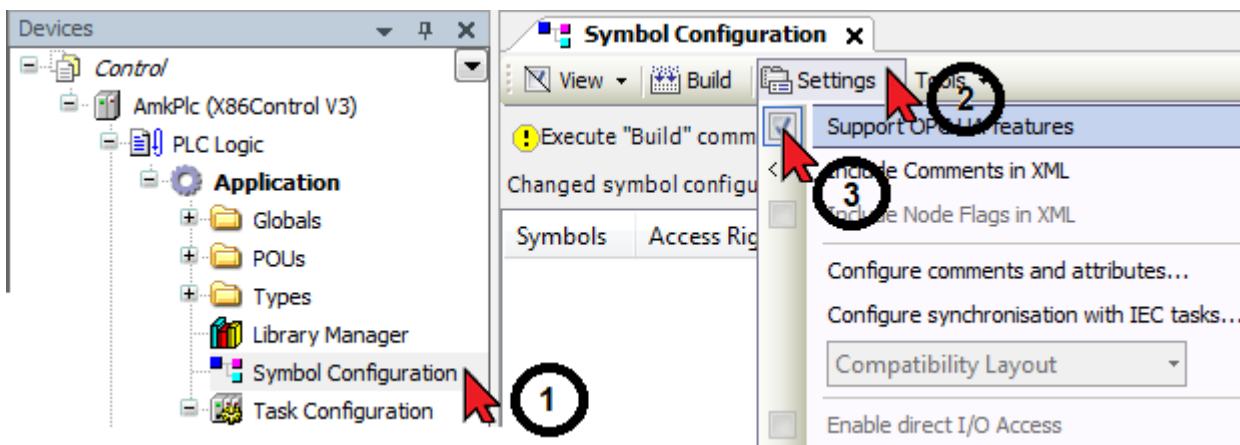 Devices
Control
AmkPlc (X86Control V3)
PLC Logic
Application
Globals
POUs
Types
Library Manager
Symbol Configuration
Task Configuration
1
Symbol Configuration x
View
Build
Settings
Tools
2
Execute "Build" comm
Changed symbol configu
Symbols
Access Rig
Support OPC UA features
Include Comments in XML
3
Include Node Flags in XML
Configure comments and attributes...
Configure synchronisation with IEC tasks...
Compatibility Layout
Enable direct I/O Access